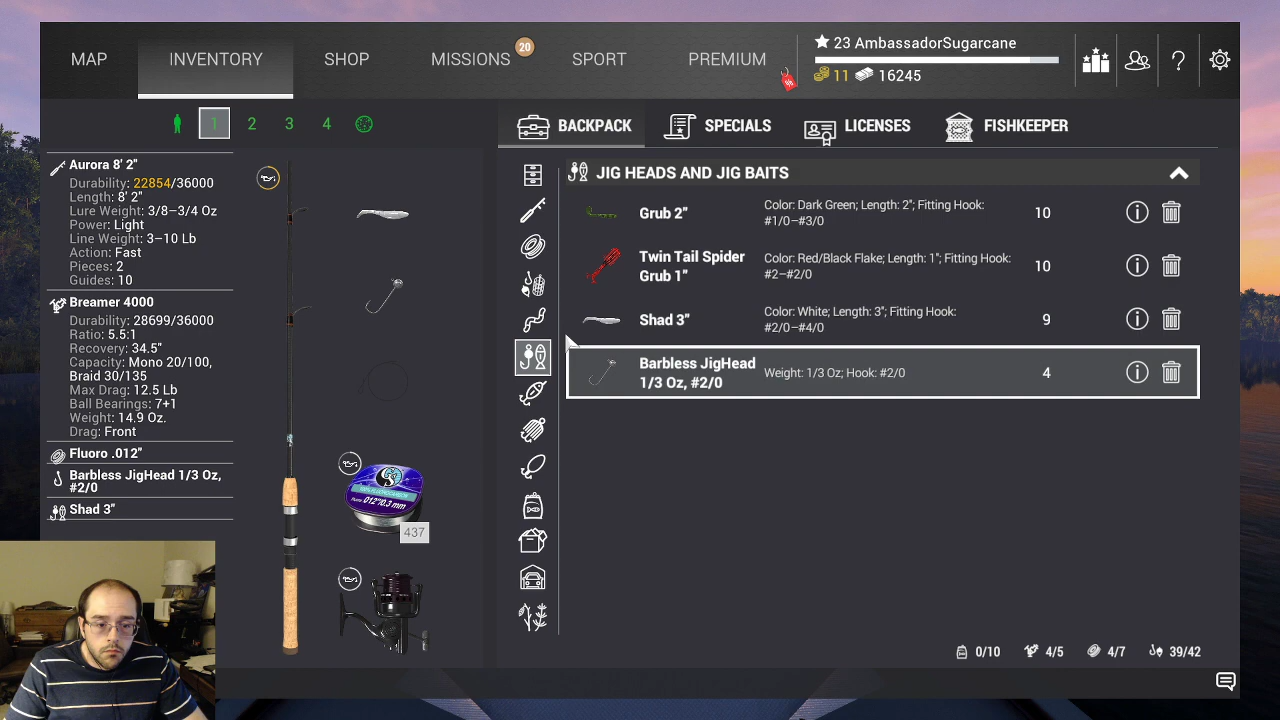 MAP
INVENTORY
SHOP
MISSIONS
20
SPORT
PREMIUM
23 AmbassadorSugarcane
11 16245
?
1 2 3 4
BACKPACK
SPECIALS
LICENSES
FISHKEEPER
Aurora 8' 2"
Durability: 22854/36000
Length: 8' 2"
Lure Weight: 3/8–3/4 Oz
Power: Light
Line Weight: 3–10 Lb
Action: Fast
Pieces: 2
Guides: 10
Breamer 4000
Durability: 28699/36000
Ratio: 5.5:1
Recovery: 34.5"
Capacity: Mono 20/100,
Braid 30/135
Max Drag: 12.5 Lb
Ball Bearings: 7+1
Weight: 14.9 Oz.
Drag: Front
Fluoro .012"
Barbless JigHead 1/3 Oz,
#2/0
Shad 3"
.012"/0.3 mm
437
JIG HEADS AND JIG BAITS
Grub 2"
Color: Dark Green; Length: 2"; Fitting Hook:
#1/0–#3/0
10
Twin Tail Spider
Grub 1"
Color: Red/Black Flake; Length: 1"; Fitting Hook:
#2–#2/0
10
Shad 3"
Color: White; Length: 3"; Fitting Hook:
#2/0–#4/0
9
Barbless JigHead
1/3 Oz, #2/0
Weight: 1/3 Oz; Hook: #2/0
4
0/10
4/5
4/7
39/42